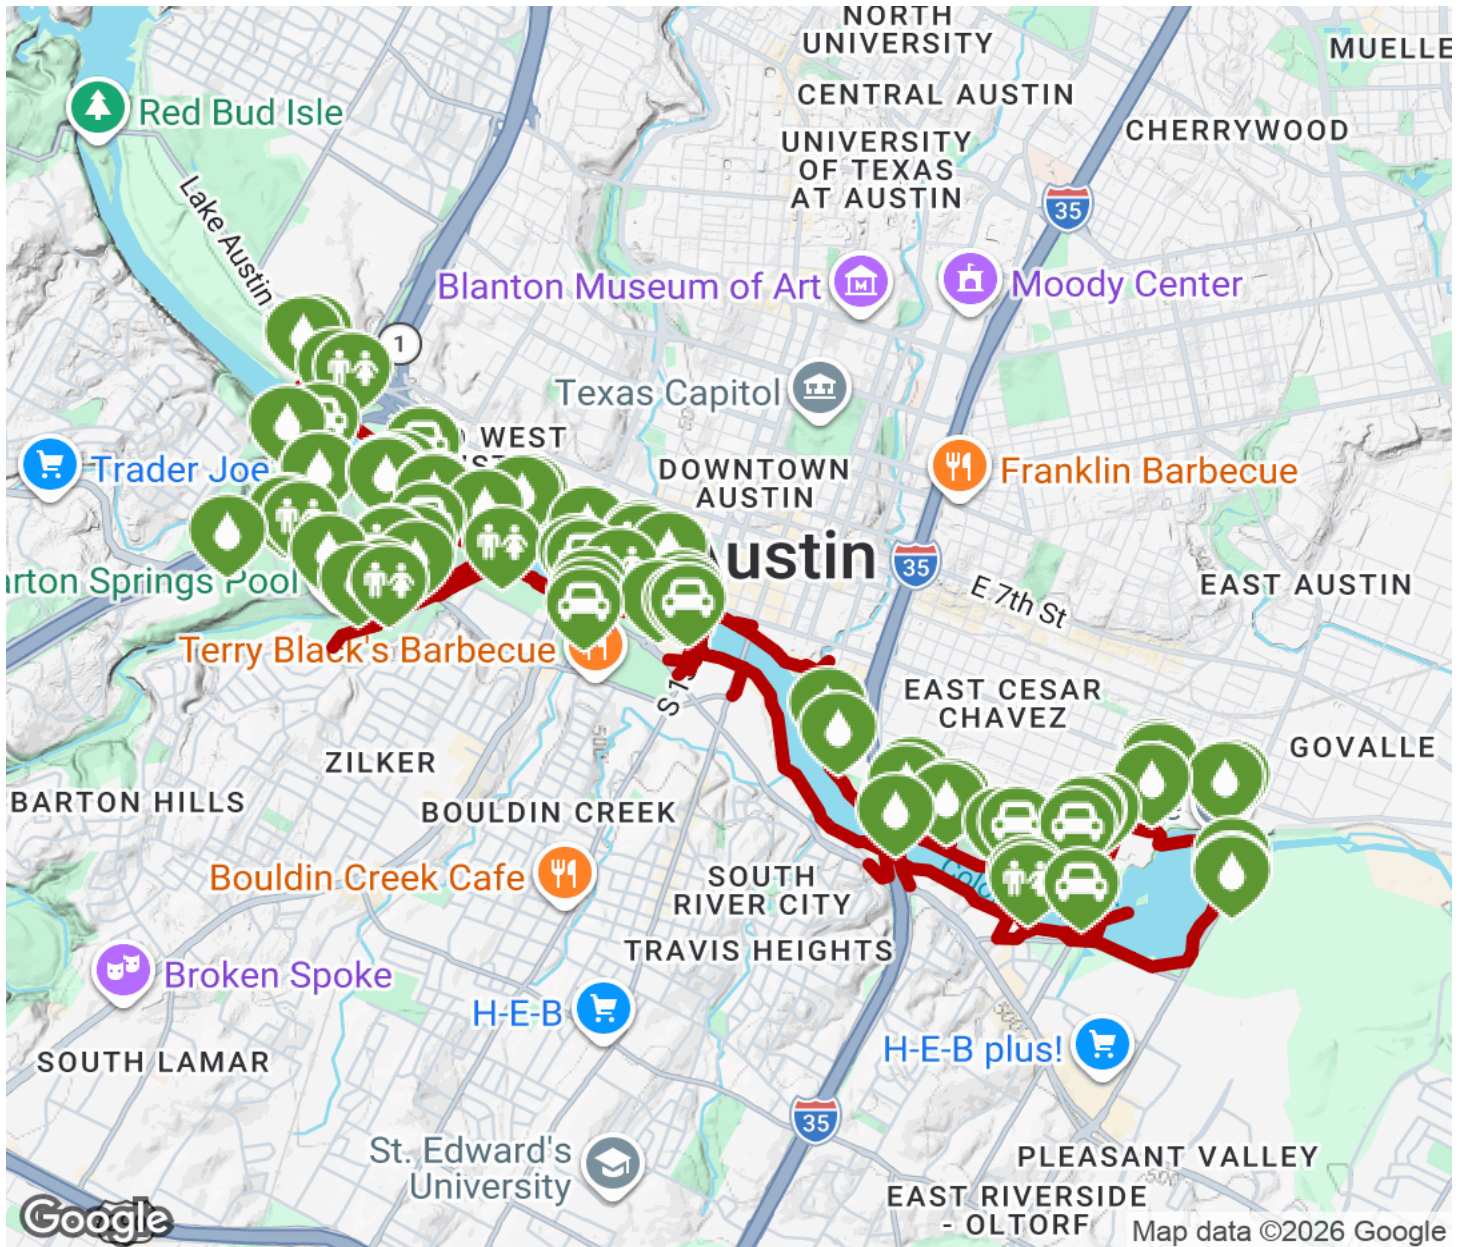 NORTH
UNIVERSITY
MUELLE
CENTRAL AUSTIN
Red Bud Isle
CHERRYWOOD
UNIVERSITY
OF TEXAS
AT AUSTIN
Lake Austin
35
Blanton Museum of Art
Moody Center
1
Texas Capitol
WEST
Trader Joe
DOWNTOWN
AUSTIN
Franklin Barbecue
ustin
35
E 7th St
EAST AUSTIN
arton Springs Pool
Terry Black's Barbecue
S 1S
EAST CESAR
CHAVEZ
GOVALLE
ZILKER
BARTON HILLS
BOULDIN CREEK
Bouldin Creek Cafe
SOUTH
RIVER CITY
Colo
TRAVIS HEIGHTS
Broken Spoke
H-E-B
H-E-B plus!
SOUTH LAMAR
35
St. Edward's
University
PLEASANT VALLEY
EAST RIVERSIDE
- OLTORF
Google
Map data ©2026 Google